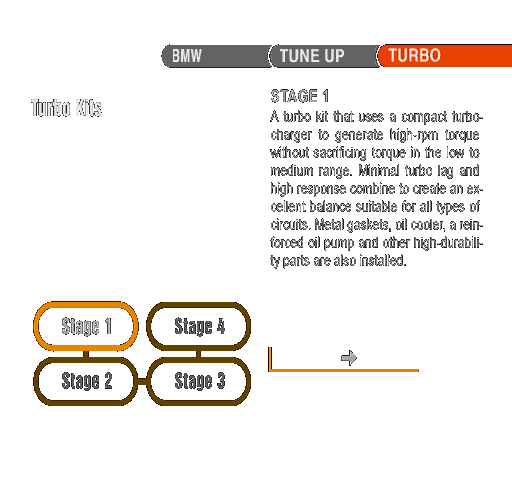 BMW TUNE UP TURBO
Turbo Kits
STAGE 1
A turbo kit that uses a compact turbo-
charger to generate high-rpm torque
without sacrificing torque in the low to
medium range. Minimal turbo lag and
high response combine to create an ex-
cellent balance suitable for all types of
circuits. Metal gaskets, oil cooler, a rein-
forced oil pump and other high-durabili-
ty parts are also installed.
Stage 1 Stage 4
Stage 2 Stage 3